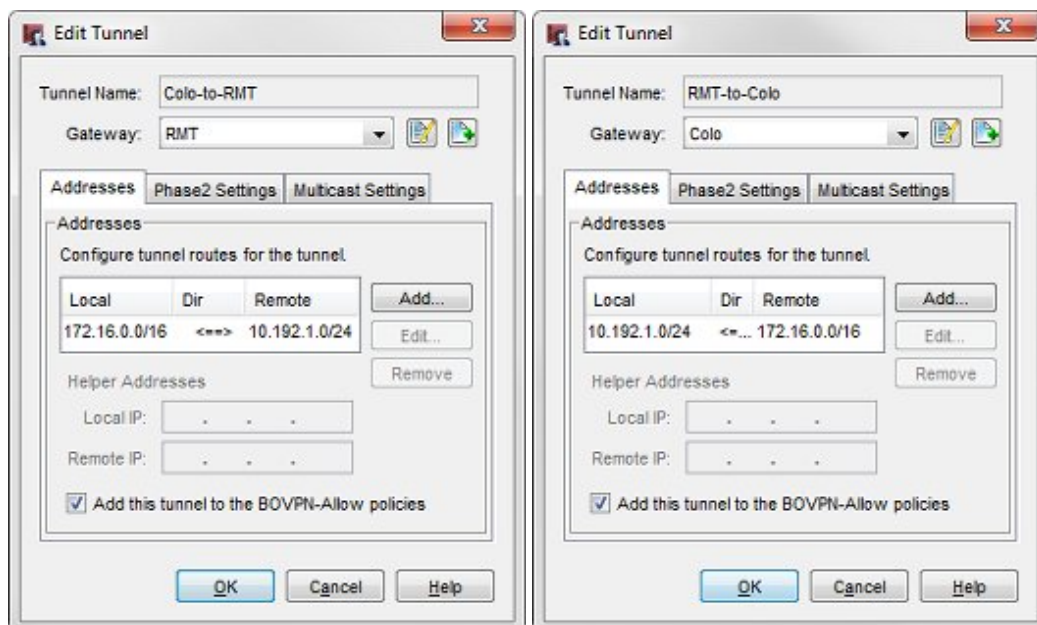 Edit Tunnel
Tunnel Name: Colo-to-RMT
Gateway: RMT
Addresses Phase2 Settings Multicast Settings
Addresses
Configure tunnel routes for the tunnel.
Local Dir Remote
172.16.0.0/16 <==> 10.192.1.0/24
Add...
Edit...
Remove
Helper Addresses
Local IP: . . .
Remote IP: . . .
Add this tunnel to the BOVPN-Allow policies
OK Cancel Help
Edit Tunnel
Tunnel Name: RMT-to-Colo
Gateway: Colo
Addresses Phase2 Settings Multicast Settings
Addresses
Configure tunnel routes for the tunnel.
Local Dir Remote
10.192.1.0/24 <=... 172.16.0.0/16
Add...
Edit...
Remove
Helper Addresses
Local IP: . . .
Remote IP: . . .
Add this tunnel to the BOVPN-Allow policies
OK Cancel Help